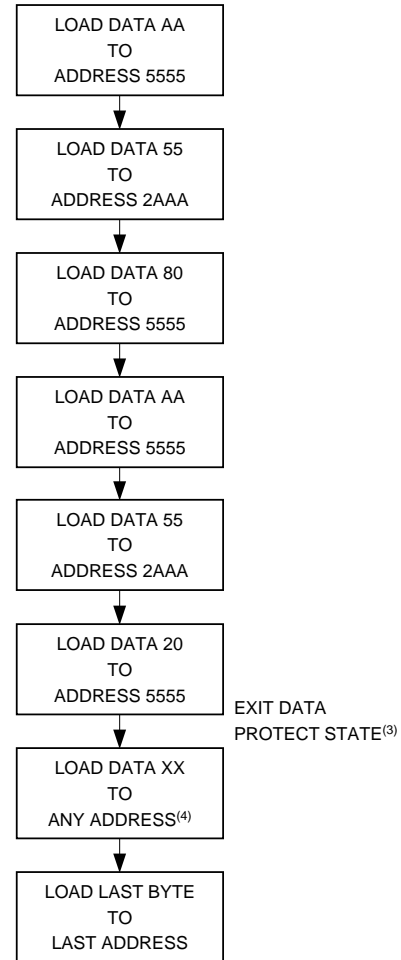 LOAD DATA AA
TO
ADDRESS 5555
LOAD DATA 55
TO
ADDRESS 2AAA
LOAD DATA 80
TO
ADDRESS 5555
LOAD DATA AA
TO
ADDRESS 5555
LOAD DATA 55
TO
ADDRESS 2AAA
LOAD DATA 20
TO
ADDRESS 5555
EXIT DATA
PROTECT STATE(3)
LOAD DATA XX
TO
ANY ADDRESS(4)
LOAD LAST BYTE
TO
LAST ADDRESS